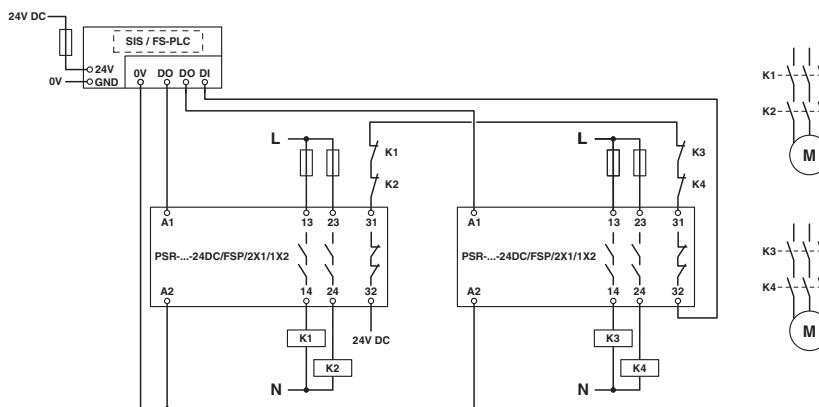 24V DC
SIS / FS-PLC
24V
0V
GND
0V DO DO DI
L
K1
K2
L
K3
K4
A1 13 23 31
PSR-...-24DC/FSP/2X1/1X2
A2 14 24 32
K1
24V DC
K2
N
A1 13 23 31
PSR-...-24DC/FSP/2X1/1X2
A2 14 24 32
K3
K4
N
K1
K2
M
K3
K4
M